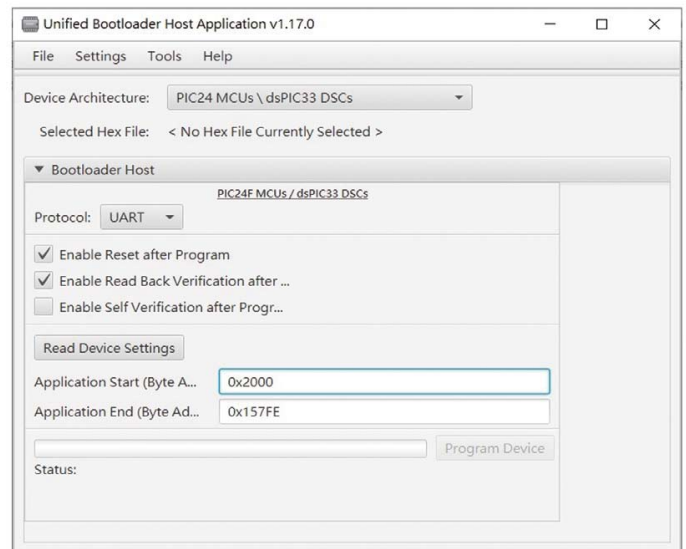 Unified Bootloader Host Application v1.17.0
File Settings Tools Help
Device Architecture: PIC24 MCUs \ dsPIC33 DSCs
Selected Hex File: < No Hex File Currently Selected >
Bootloader Host
PIC24F MCUs / dsPIC33 DSCs
Protocol: UART
Enable Reset after Program
Enable Read Back Verification after ...
Enable Self Verification after Progr...
Read Device Settings
Application Start (Byte A... 0x2000
Application End (Byte Ad... 0x157FE
Program Device
Status: